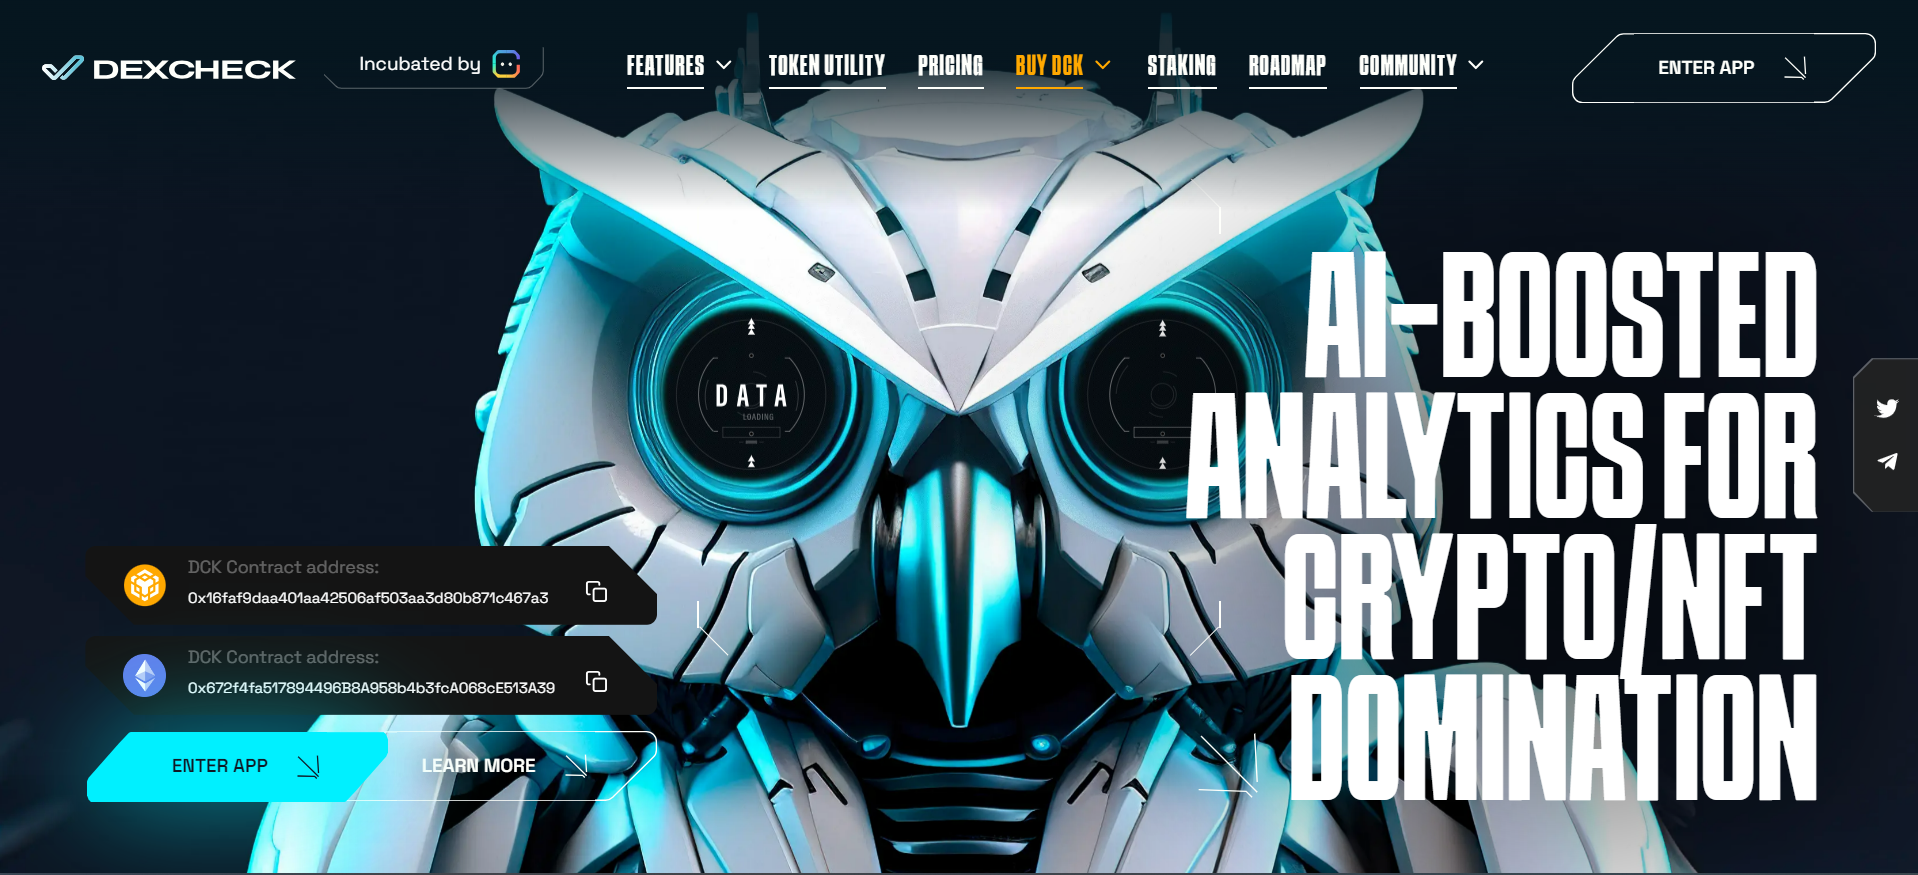 DEXCHECK
Incubated by
FEATURES
TOKEN UTILITY
PRICING
BUY DCK
STAKING
ROADMAP
COMMUNITY
ENTER APP
AI-BOOSTED
ANALYTICS FOR
CRYPTO/NFT
DOMINATION
DATA
LOADING
DCK Contract address:
0x16faf9daa401aa42506af503aa3d80b871c467a3
DCK Contract address:
0x672f4fa517894496B8A958b4b3fcA068cE513A39
ENTER APP
LEARN MORE